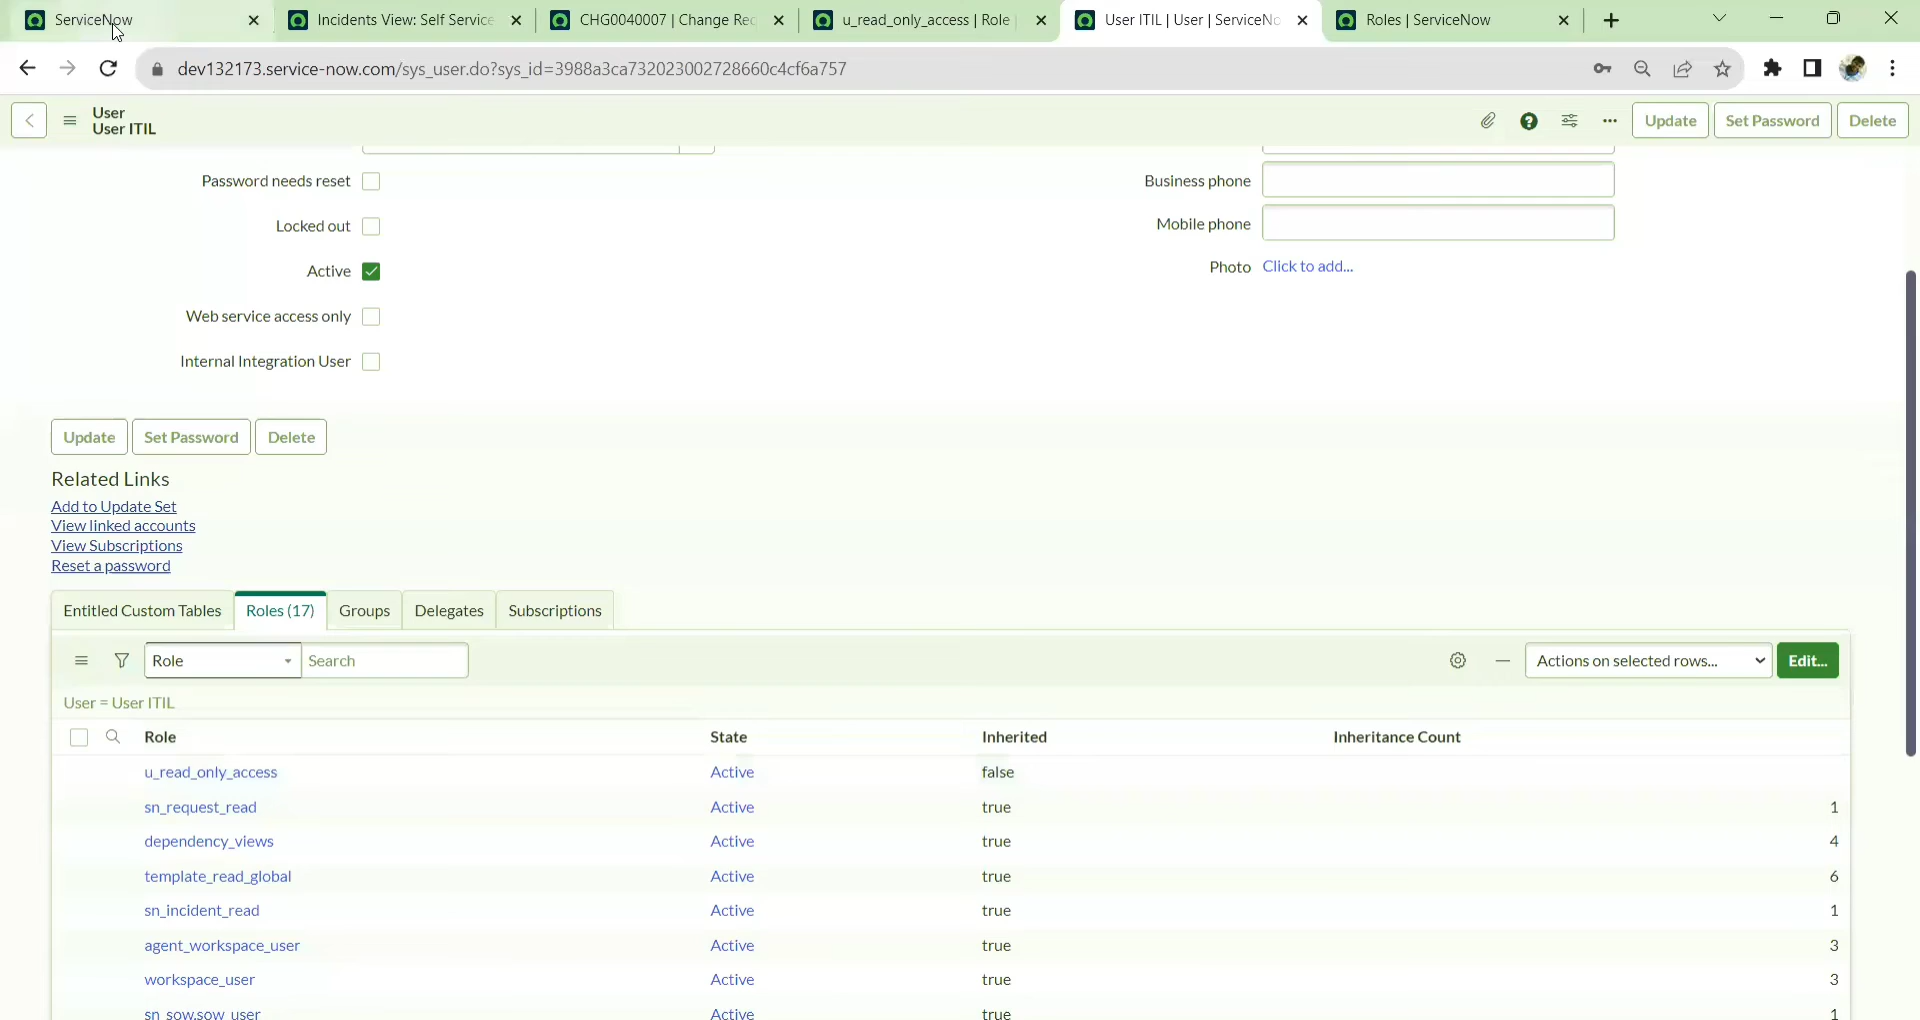 ServiceNow
Incidents View: Self Service
CHG0040007 | Change Req
u_read_only_access | Role
User ITIL | User | ServiceNo
Roles | ServiceNow
dev132173.service-now.com/sys_user.do?sys_id=3988a3ca732023002728660c4cf6a757
User
User ITIL
Update
Set Password
Delete
Password needs reset
Business phone
Locked out
Mobile phone
Active
Photo Click to add...
Web service access only
Internal Integration User
Update Set Password Delete
Related Links
Add to Update Set
View linked accounts
View Subscriptions
Reset a password
Entitled Custom Tables Roles (17) Groups Delegates Subscriptions
Role Search Actions on selected rows... Edit...
User = User ITIL
Role State Inherited Inheritance Count
u_read_only_access Active false
sn_request_read Active true 1
dependency_views Active true 4
template_read_global Active true 6
sn_incident_read Active true 1
agent_workspace_user Active true 3
workspace_user Active true 3
sn_sow.sow_user Active true 1